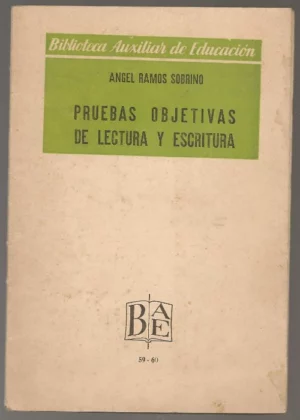 Biblioteca Auxiliar de Educación
ANGEL RAMOS SOBRINO
PRUEBAS OBJETIVAS
DE LECTURA Y ESCRITURA
BAE
59 - 60